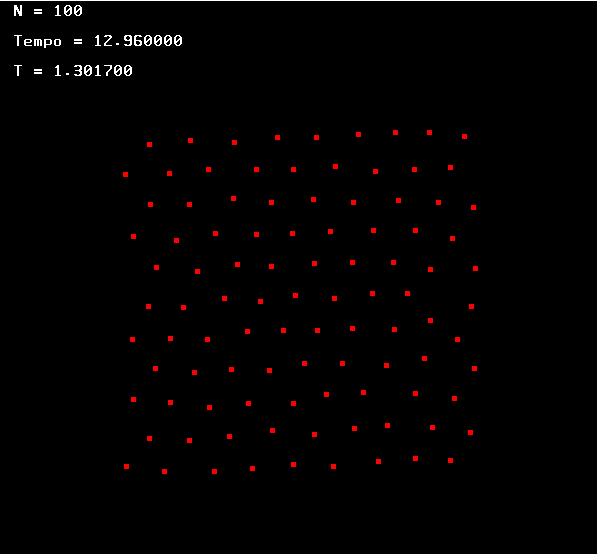 N = 100
Tempo = 12.960000
T = 1.301700